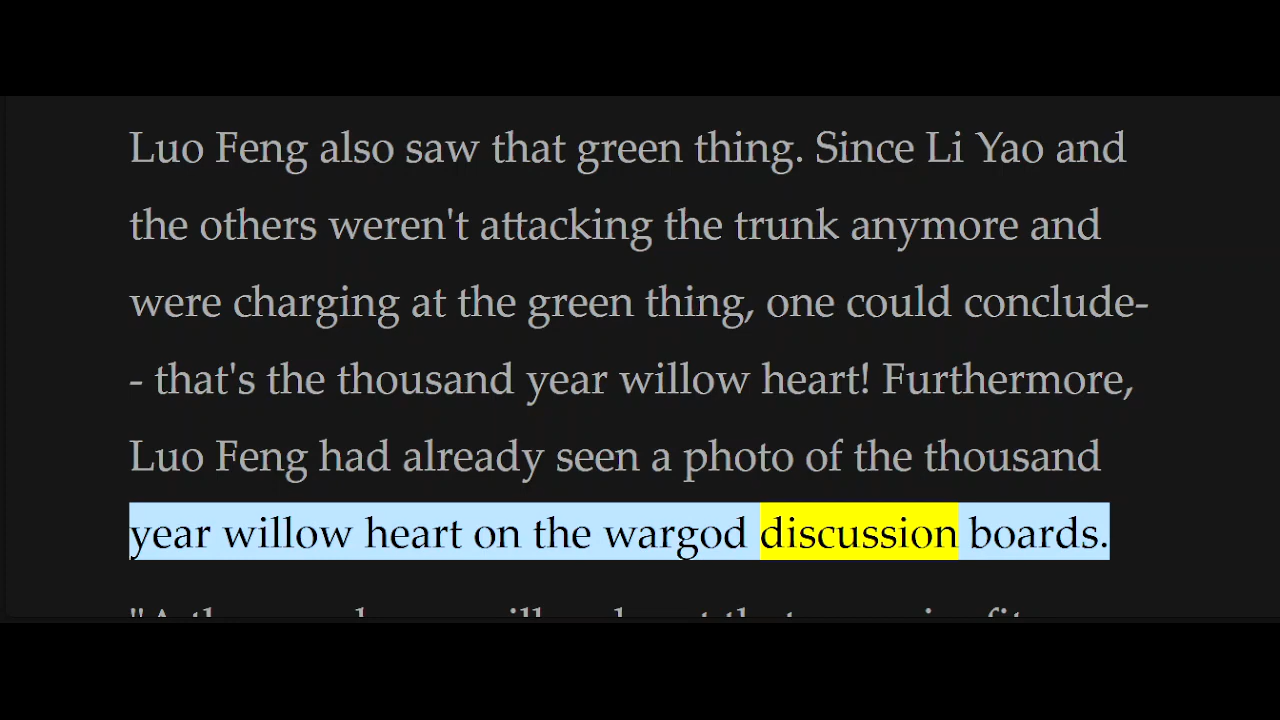 Luo Feng also saw that green thing. Since Li Yao and
the others weren't attacking the trunk anymore and
were charging at the green thing, one could conclude-
- that's the thousand year willow heart! Furthermore,
Luo Feng had already seen a photo of the thousand
year willow heart on the wargod discussion boards.